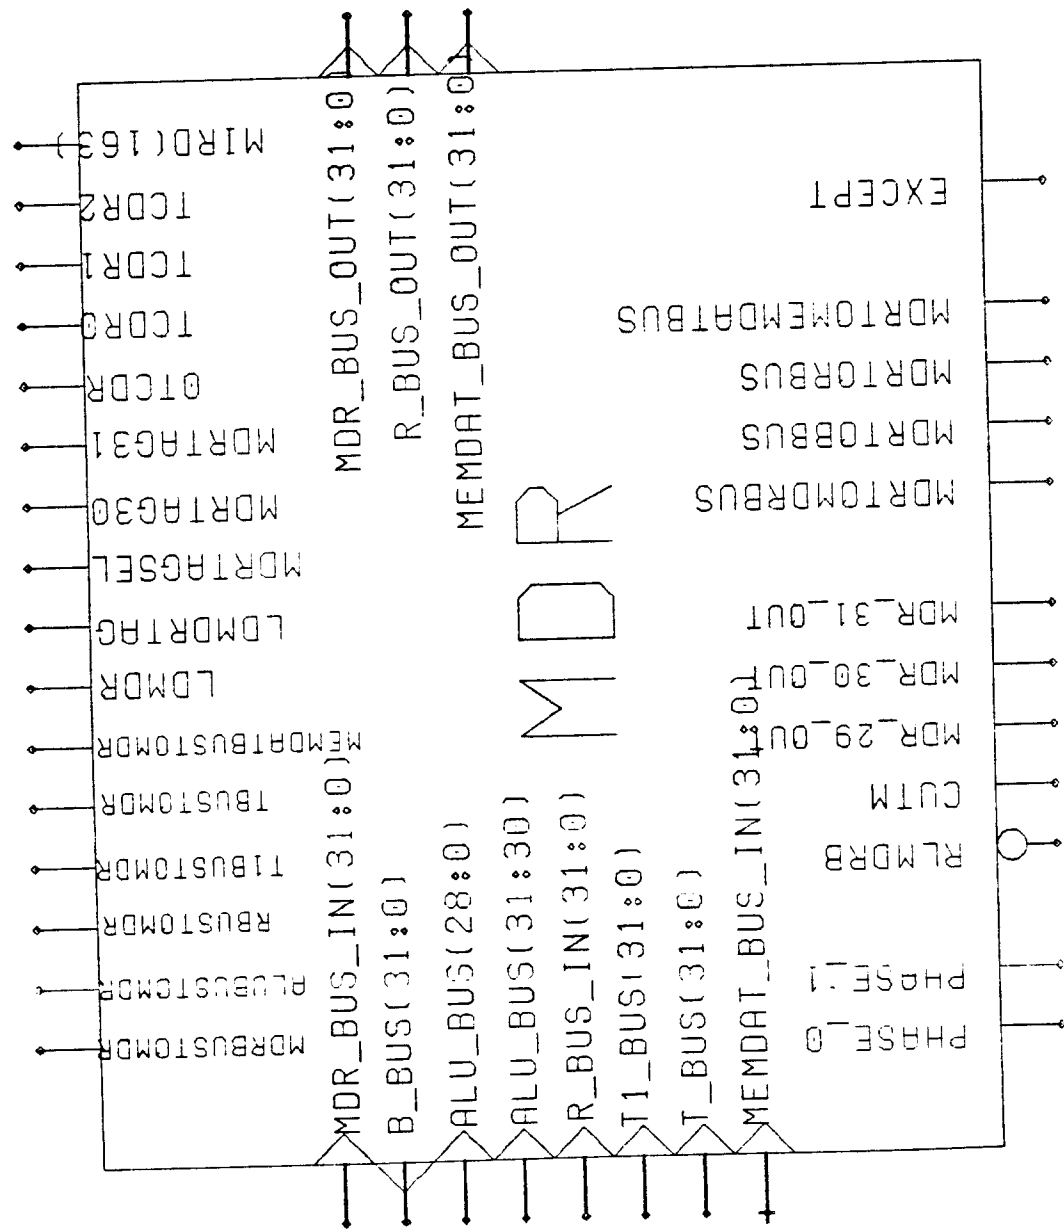 MDR
MIRD(163)
TCDR2
TCDR1
TCDR0
OTCDR
MDRTAG31
MDRTAG30
MDRTAGSEL
LDMDRTAG
LDMDR
MEMDATBUSTOMDR
TBUSTOMDR
T1BUSTOMDR
RBUSTOMDR
ALUBUSTOMDR
MDRBUSTOMDR
MDR_BUS_OUT(31:0)
R_BUS_OUT(31:0)
MEMDAT_BUS_OUT(31:0)
EXCEPT
MDRTOMEMDATBUS
MDRTORBUS
MDRTOBBUS
MDRTOMDRBUS
MDR_31_OUT
MDR_30_OUT
MDR_29_OUT
CUTM
RLMDRB
PHASE_1
PHASE_0
MDR_BUS_IN(31:0)
B_BUS(31:0)
ALU_BUS(28:0)
ALU_BUS(31:30)
R_BUS_IN(31:0)
T1_BUS(31:0)
T_BUS(31:0)
MEMDAT_BUS_IN(31:0)